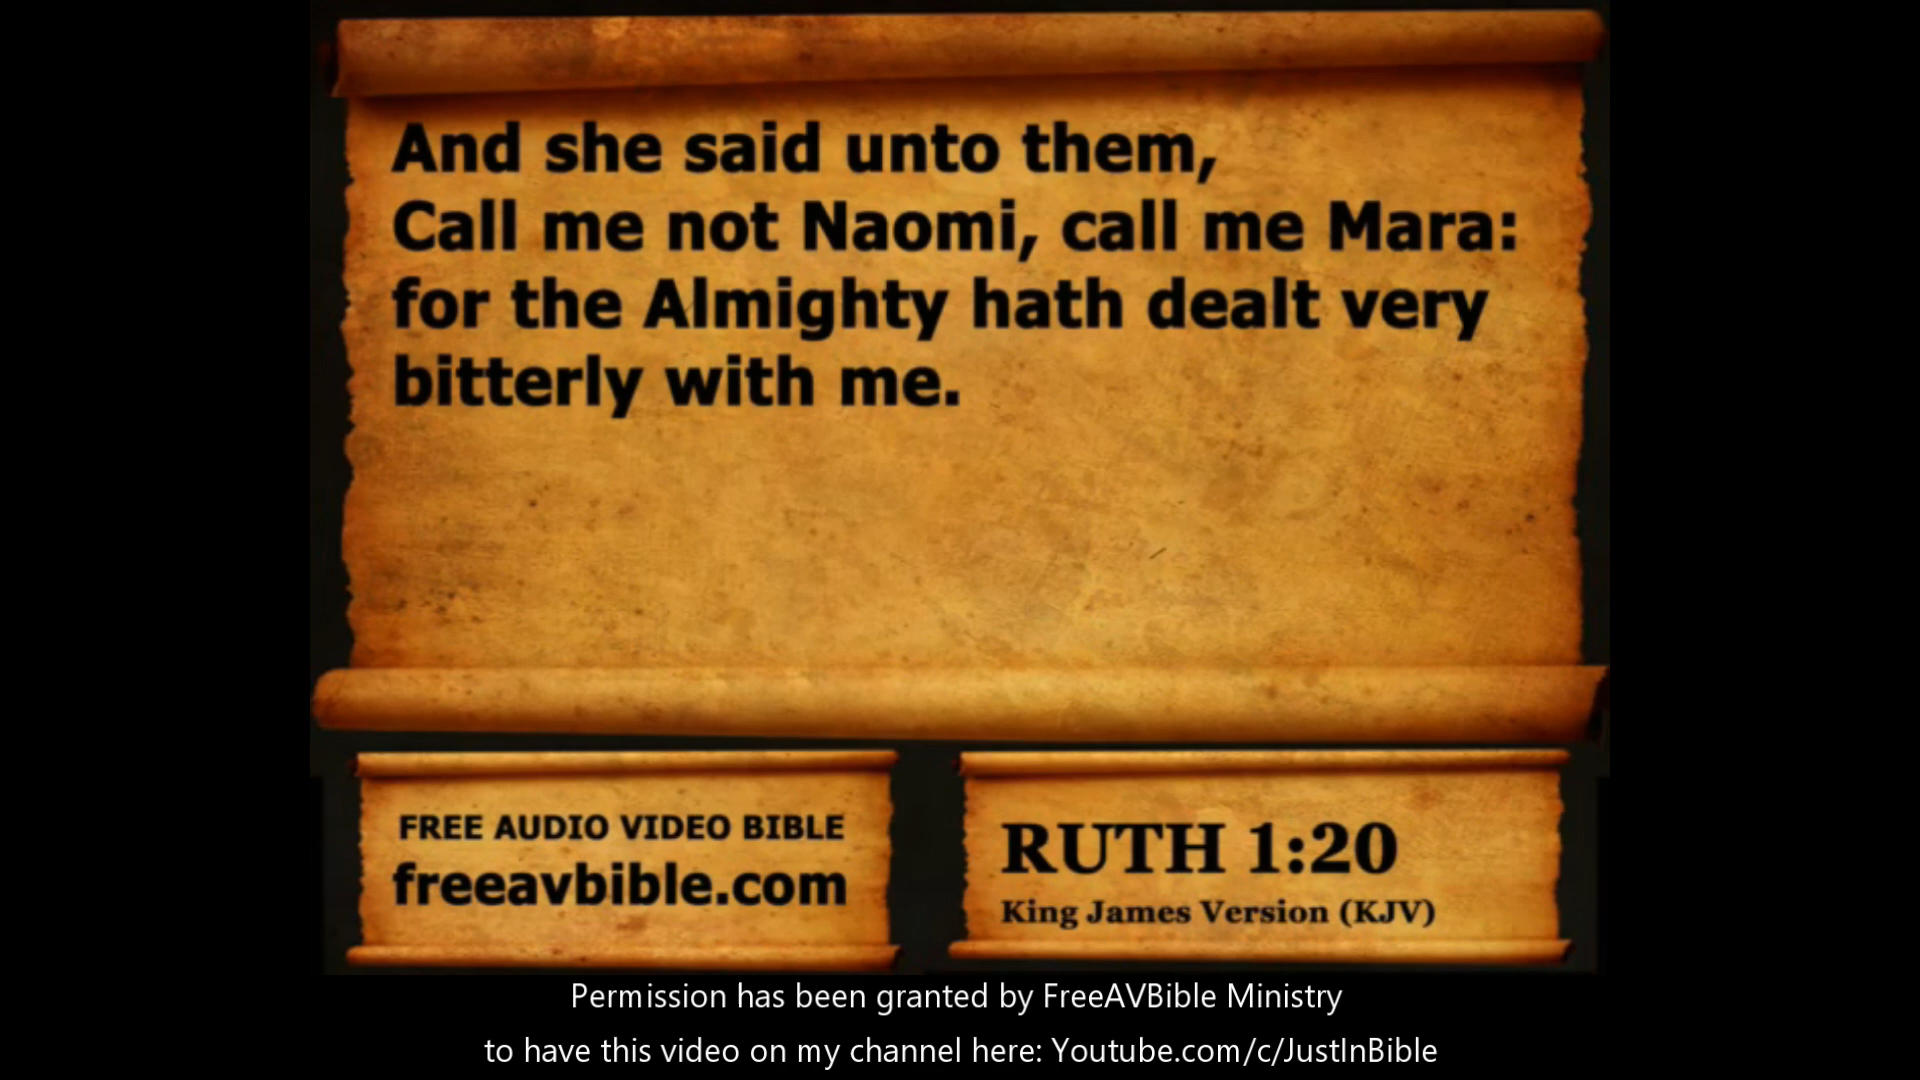 And she said unto them,
Call me not Naomi, call me Mara:
for the Almighty hath dealt very
bitterly with me.
FREE AUDIO VIDEO BIBLE
freeavbible.com
RUTH 1:20
King James Version (KJV)
Permission has been granted by FreeAVBible Ministry
to have this video on my channel here: Youtube.com/c/JustInBible